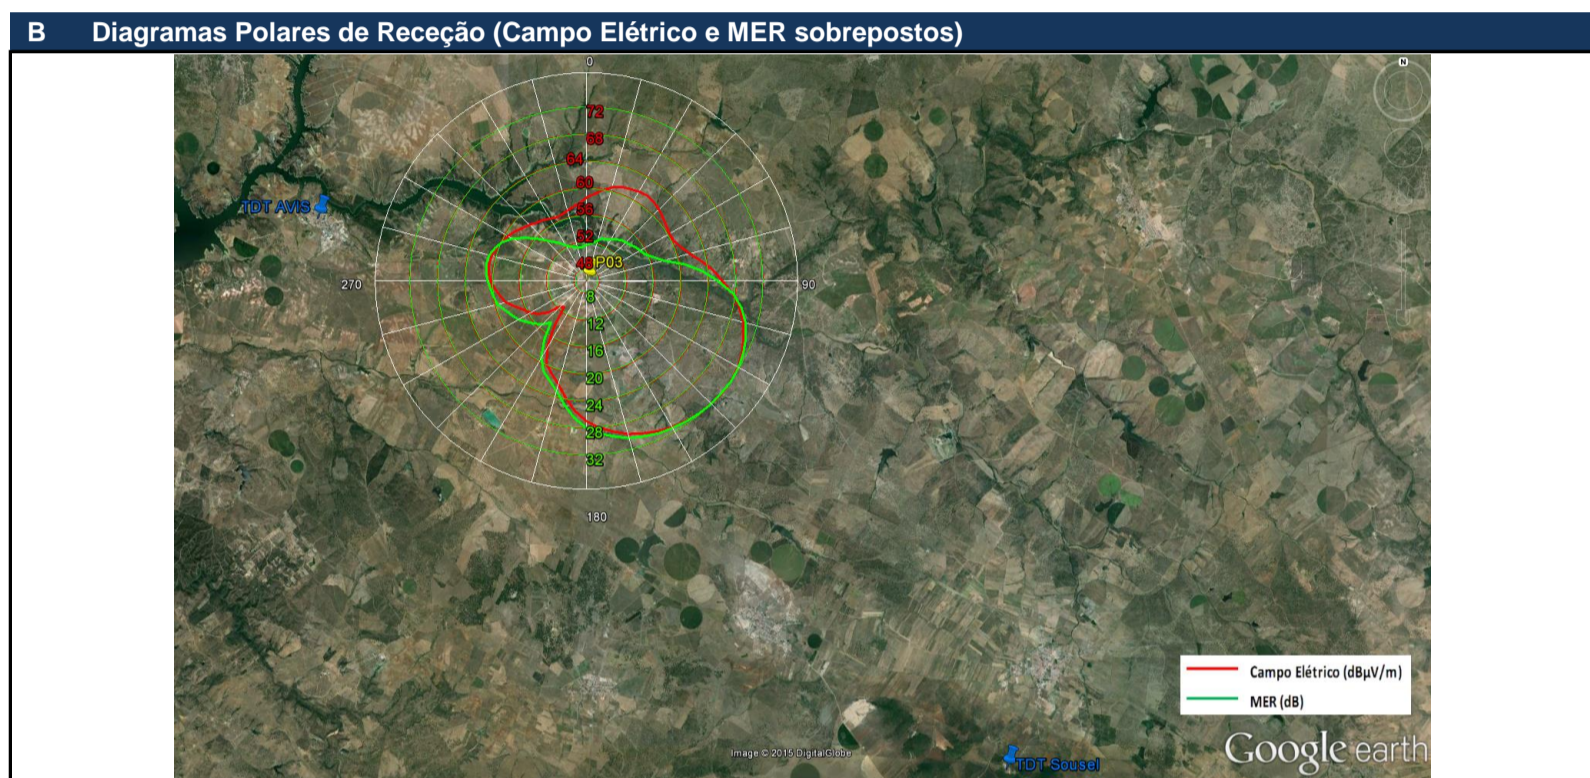 B Diagramas Polares de Receção (Campo Elétrico e MER sobrepostos)
0
N
72
68
64
60
56
52
48
TDT AVIS
P03
270
90
8
12
16
20
24
28
32
180
Campo Elétrico (dBµV/m)
MER (dB)
Image © 2015 DigitalGlobe
Google earth
TDT Sousel